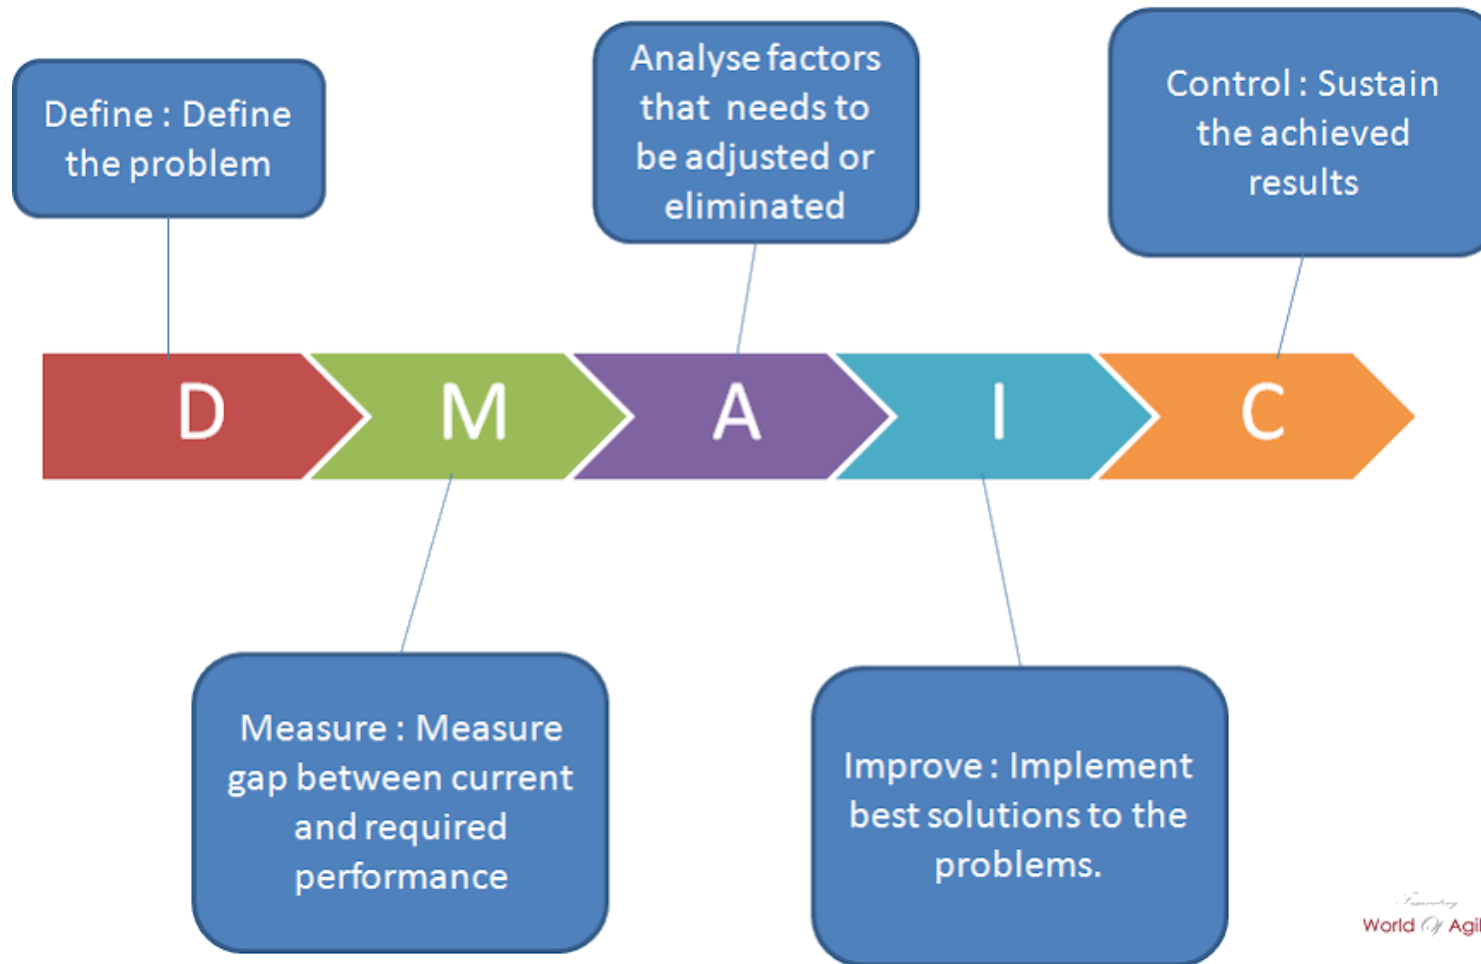 Define : Define
the problem
Analyse factors
that needs to
be adjusted or
eliminated
Control : Sustain
the achieved
results
D
M
A
I
C
Measure : Measure
gap between current
and required
performance
Improve : Implement
best solutions to the
problems.
World Of Agil